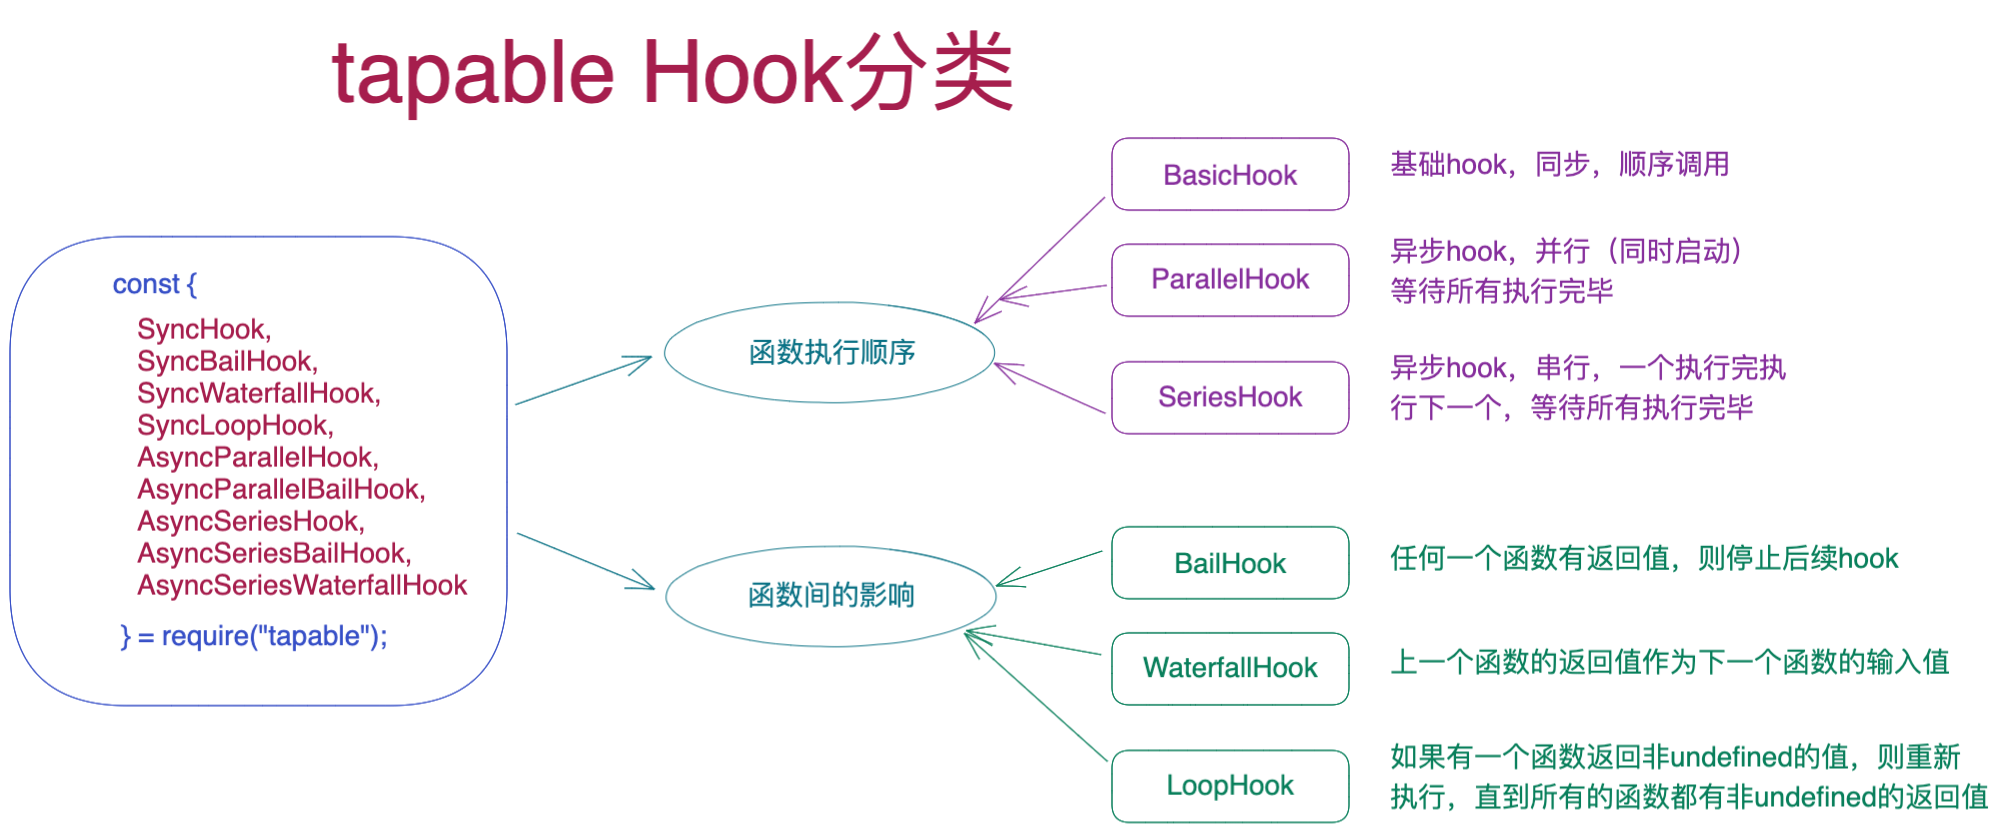 tapable Hook分类
const {
SyncHook,
SyncBailHook,
SyncWaterfallHook,
SyncLoopHook,
AsyncParallelHook,
AsyncParallelBailHook,
AsyncSeriesHook,
AsyncSeriesBailHook,
AsyncSeriesWaterfallHook
} = require("tapable");
函数执行顺序
BasicHook
基础hook，同步，顺序调用
ParallelHook
异步hook，并行（同时启动）
等待所有执行完毕
SeriesHook
异步hook，串行，一个执行完执
行下一个，等待所有执行完毕
函数间的影响
BailHook
任何一个函数有返回值，则停止后续hook
WaterfallHook
上一个函数的返回值作为下一个函数的输入值
LoopHook
如果有一个函数返回非undefined的值，则重新
执行，直到所有的函数都有非undefined的返回值